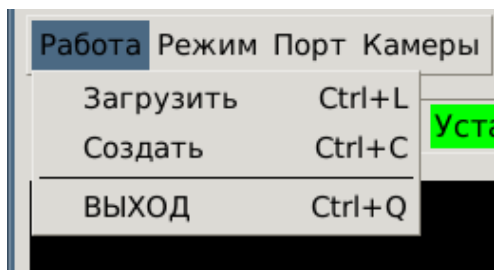 Работа Режим Порт Камеры
Загрузить Ctrl+L
Создать Ctrl+C
ВЫХОД Ctrl+Q